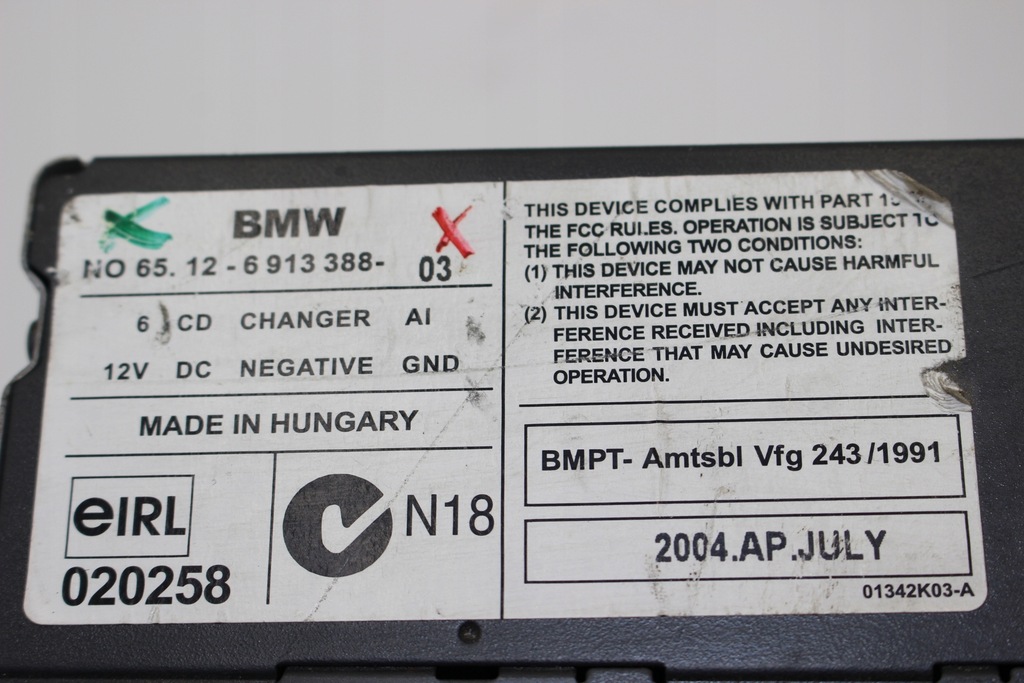 BMW
NO 65. 12 - 6 913 388- 03
6 CD CHANGER AI
12V DC NEGATIVE GND
MADE IN HUNGARY
eIRL
020258
N18
THIS DEVICE COMPLIES WITH PART
THE FCC RULES. OPERATION IS SUBJECT TO
THE FOLLOWING TWO CONDITIONS:
(1) THIS DEVICE MAY NOT CAUSE HARMFUL
INTERFERENCE.
(2) THIS DEVICE MUST ACCEPT ANY INTER-
FERENCE RECEIVED INCLUDING INTER-
FERENCE THAT MAY CAUSE UNDESIRED
OPERATION.
BMPT- Amtsbl Vfg 243/1991
2004.AP.JULY
01342K03-A